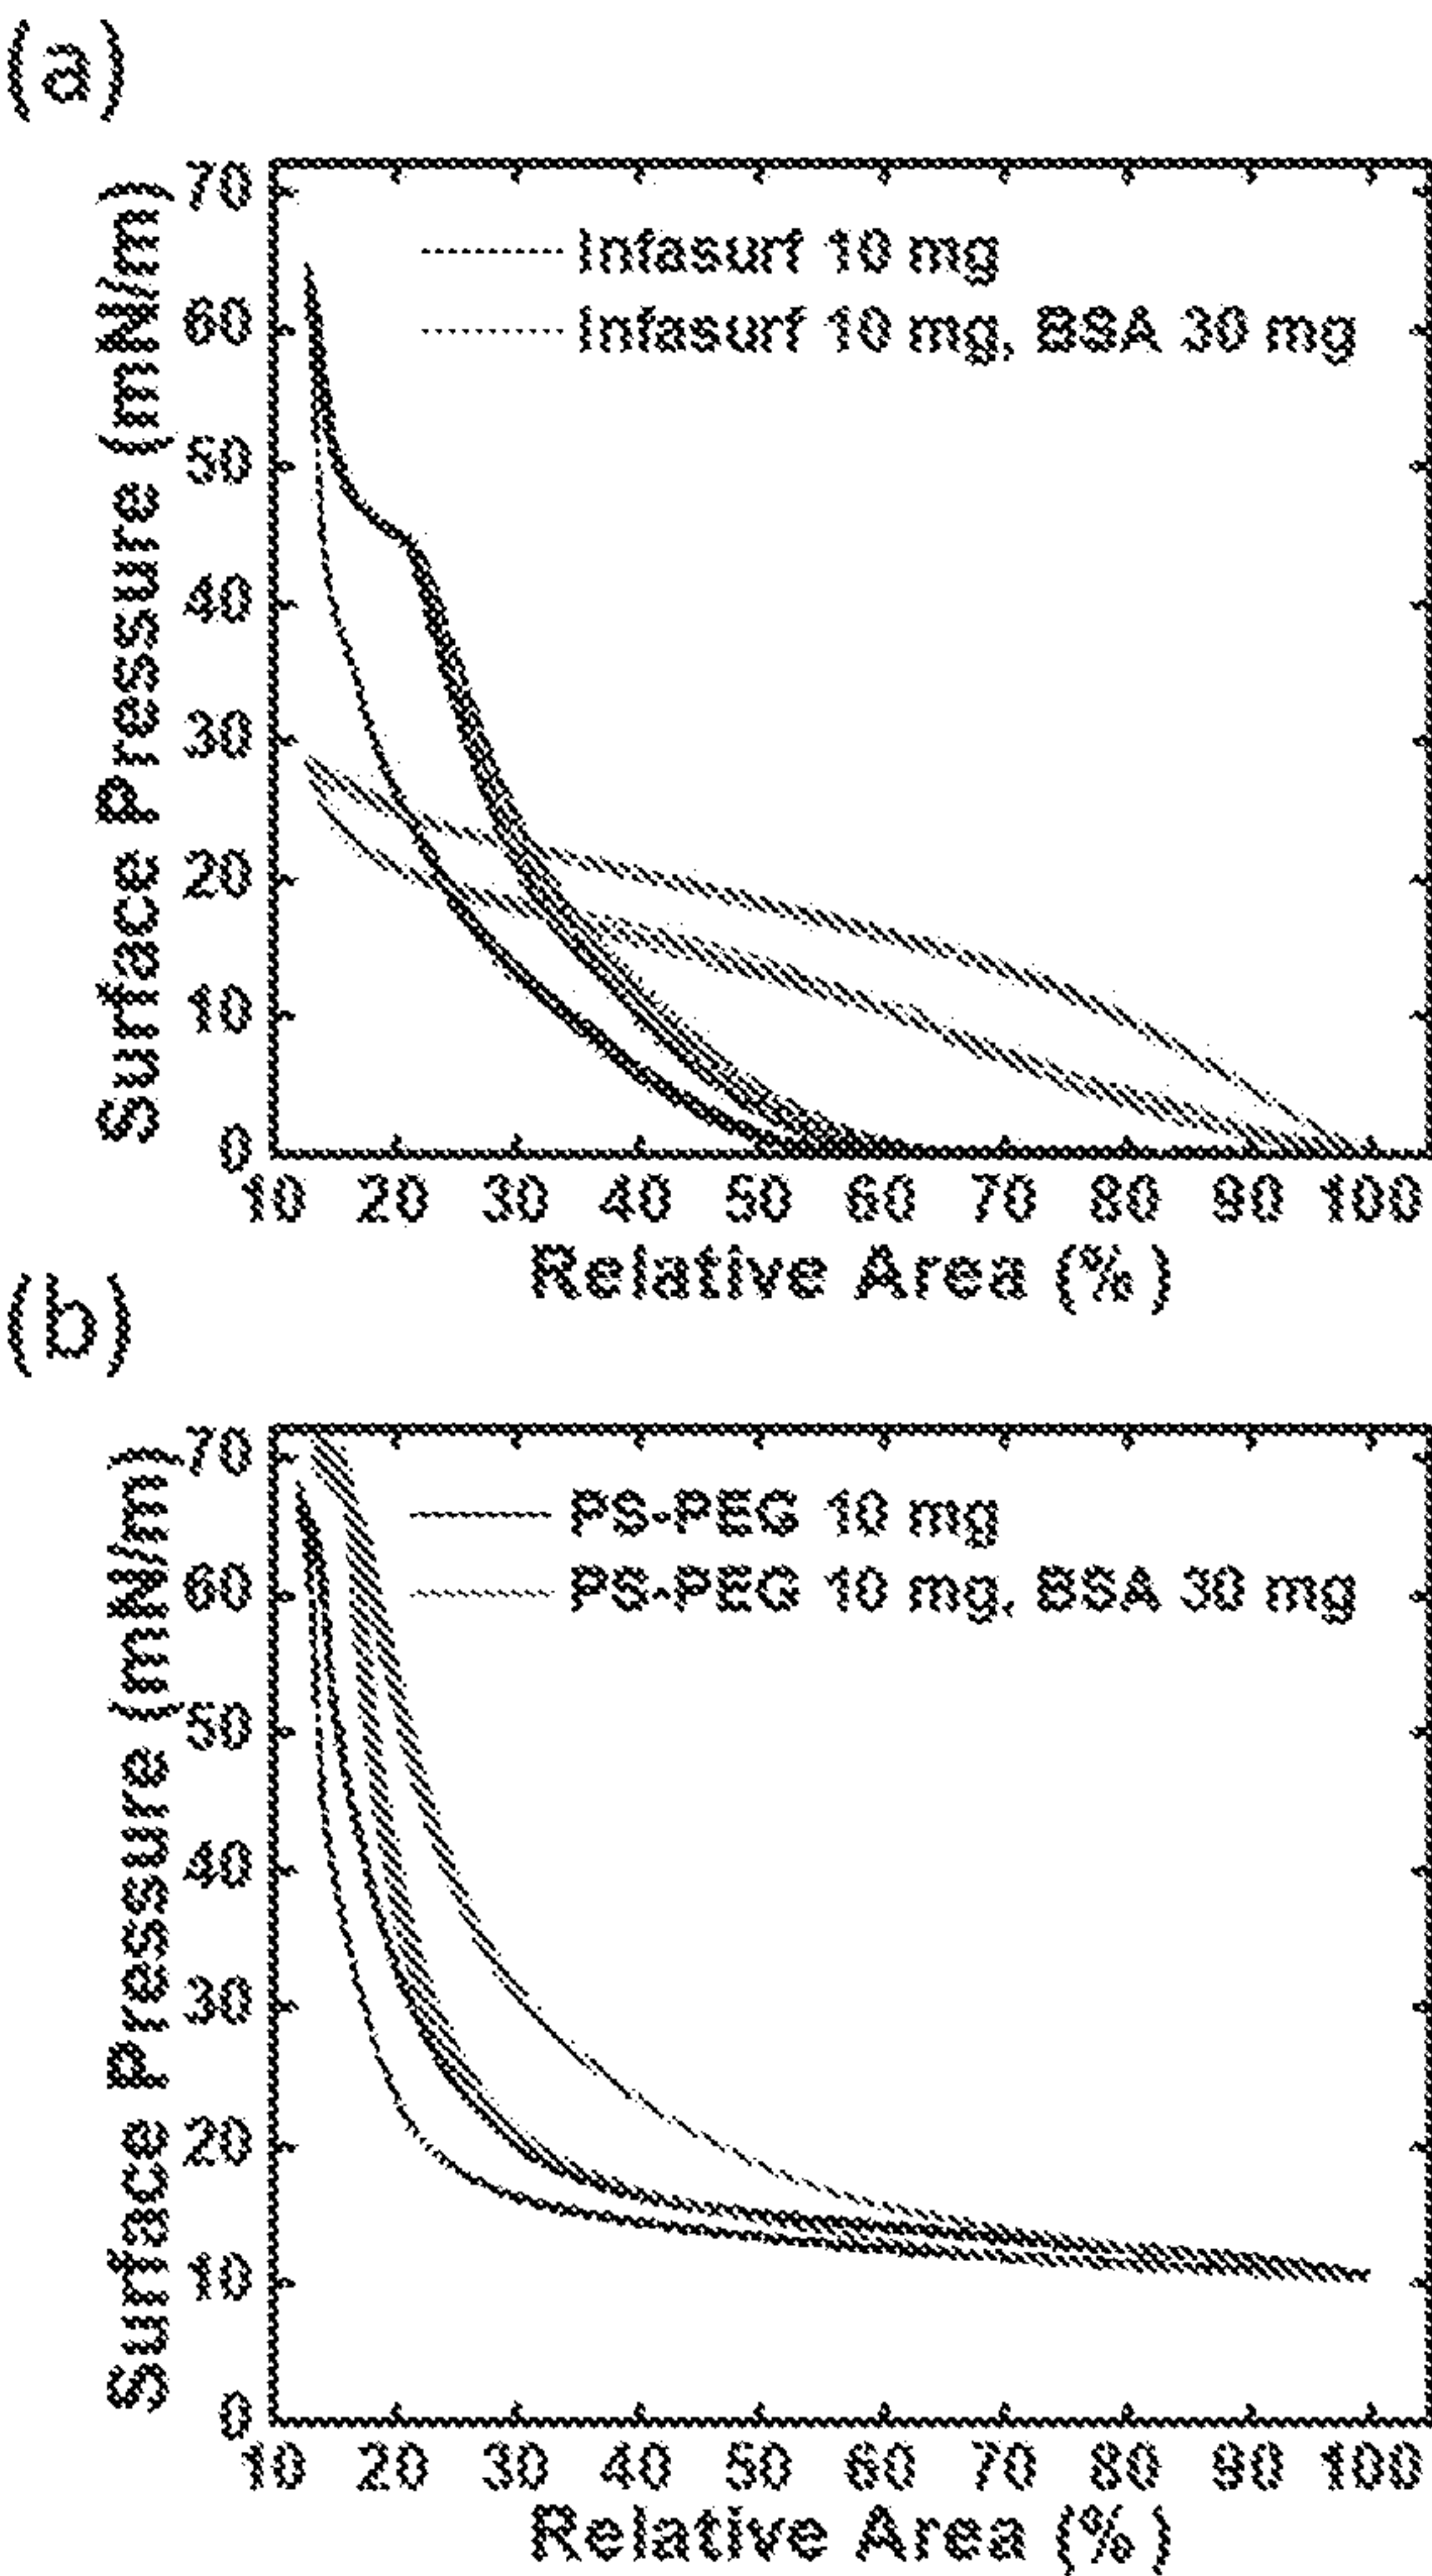 (a)
Surface Pressure (mN/m)
70
60
50
40
30
20
10
0
Infasurf 10 mg
Infasurf 10 mg, BSA 30 mg
10 20 30 40 50 60 70 80 90 100
Relative Area (%)
(b)
Surface Pressure (mN/m)
70
60
50
40
30
20
10
0
PS-PEG 10 mg
PS-PEG 10 mg, BSA 30 mg
10 20 30 40 50 60 70 80 90 100
Relative Area (%)